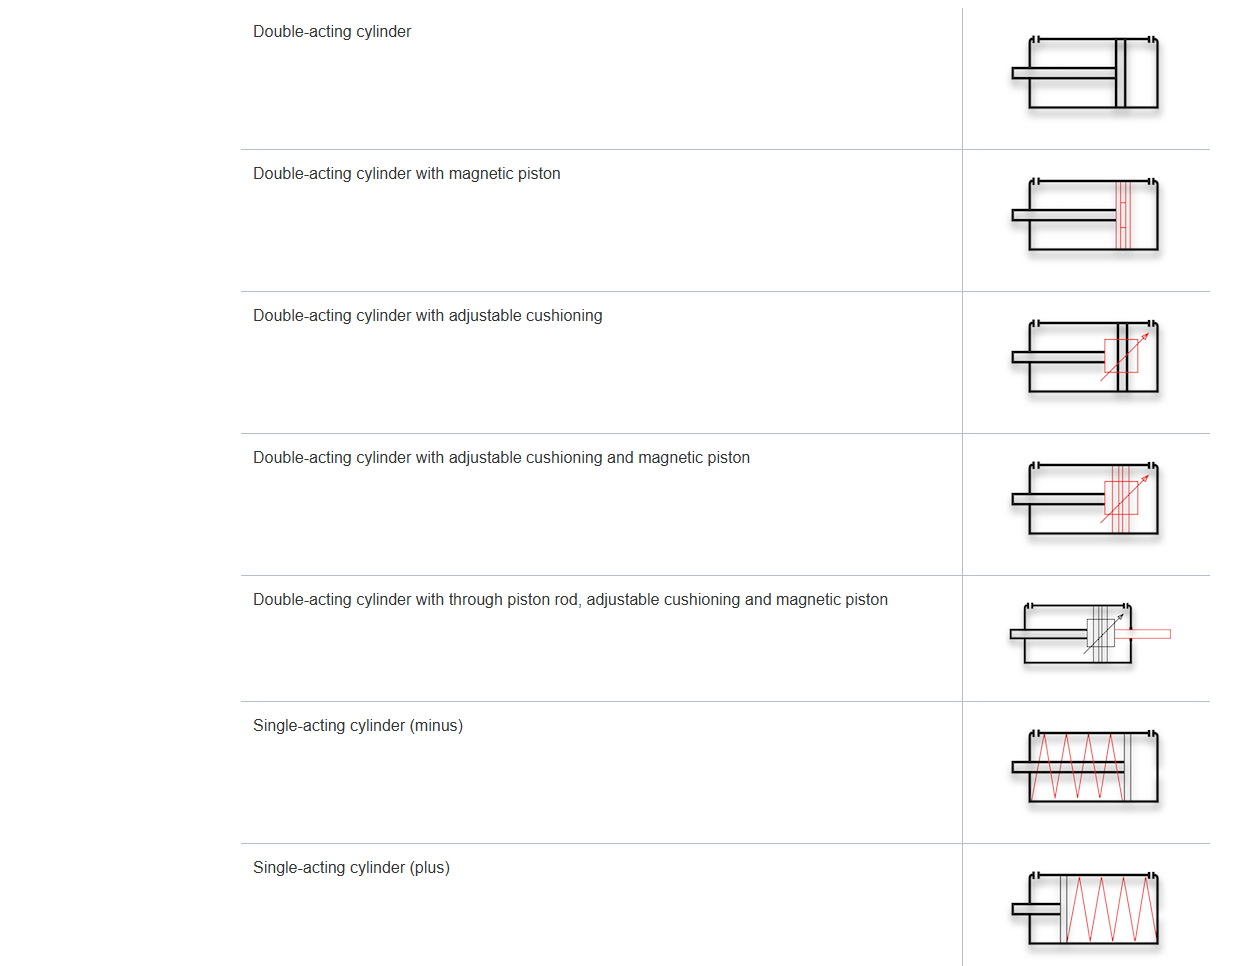 Double-acting cylinder
Double-acting cylinder with magnetic piston
Double-acting cylinder with adjustable cushioning
Double-acting cylinder with adjustable cushioning and magnetic piston
Double-acting cylinder with through piston rod, adjustable cushioning and magnetic piston
Single-acting cylinder (minus)
Single-acting cylinder (plus)